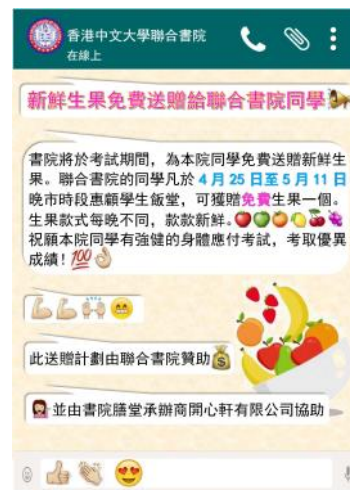 香港中文大學聯合書院
在線上
新鮮生果免費送贈給聯合書院同學
書院將於考試期間，為本院同學免費送贈新鮮生
果。聯合書院的同學凡於 4 月 25 日至 5 月 11 日
晚市時段惠顧學生飯堂，可獲贈免費生果一個。
生果款式每晚不同，款款新鮮。🍎🍏🍊🍋🍒🍇
祝願本院同學有強健的身體應付考試，考取優異
成績！💯👌
💪💪🙌😁
此送贈計劃由聯合書院贊助💰
並由書院膳堂承辦商開心軒有限公司協助